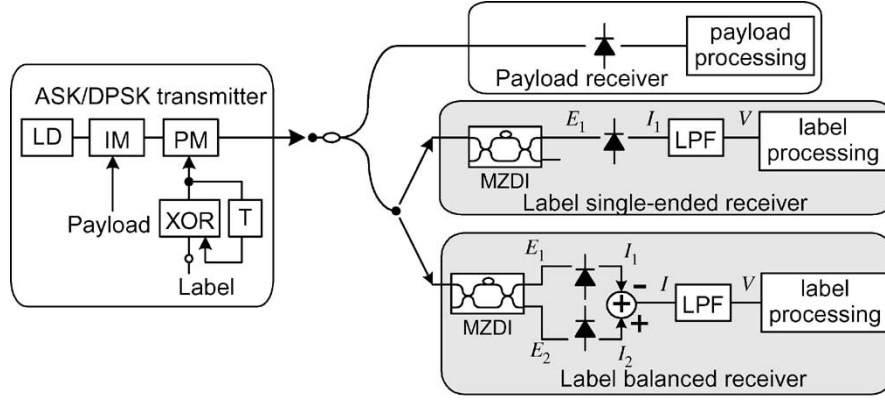 ASK/DPSK transmitter
LD
IM
PM
Payload
XOR
T
Label
payload
processing
Payload receiver
MZDI
E1
I1
LPF
V
label
processing
Label single-ended receiver
MZDI
E1
I1
-
+
+
I
LPF
V
label
processing
E2
I2
Label balanced receiver